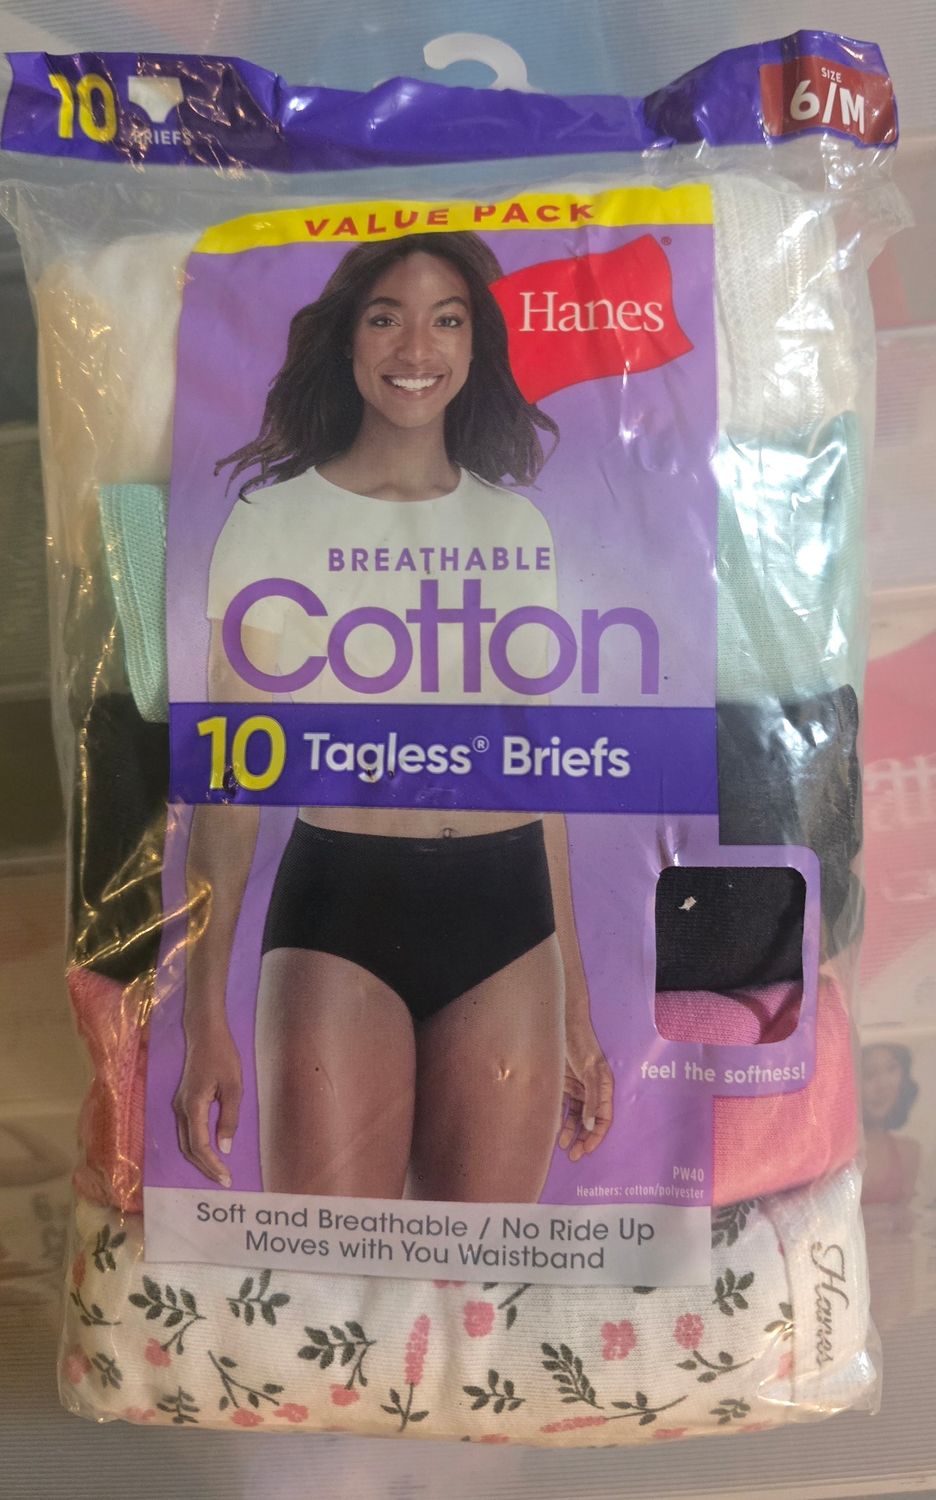 10
BRIEFS
SIZE
6/M
VALUE PACK
Hanes®
BREATHABLE
Cotton
10 Tagless® Briefs
feel the softness!
PW40
Heathers: cotton/polyester
Soft and Breathable / No Ride Up
Moves with You Waistband
Hanes